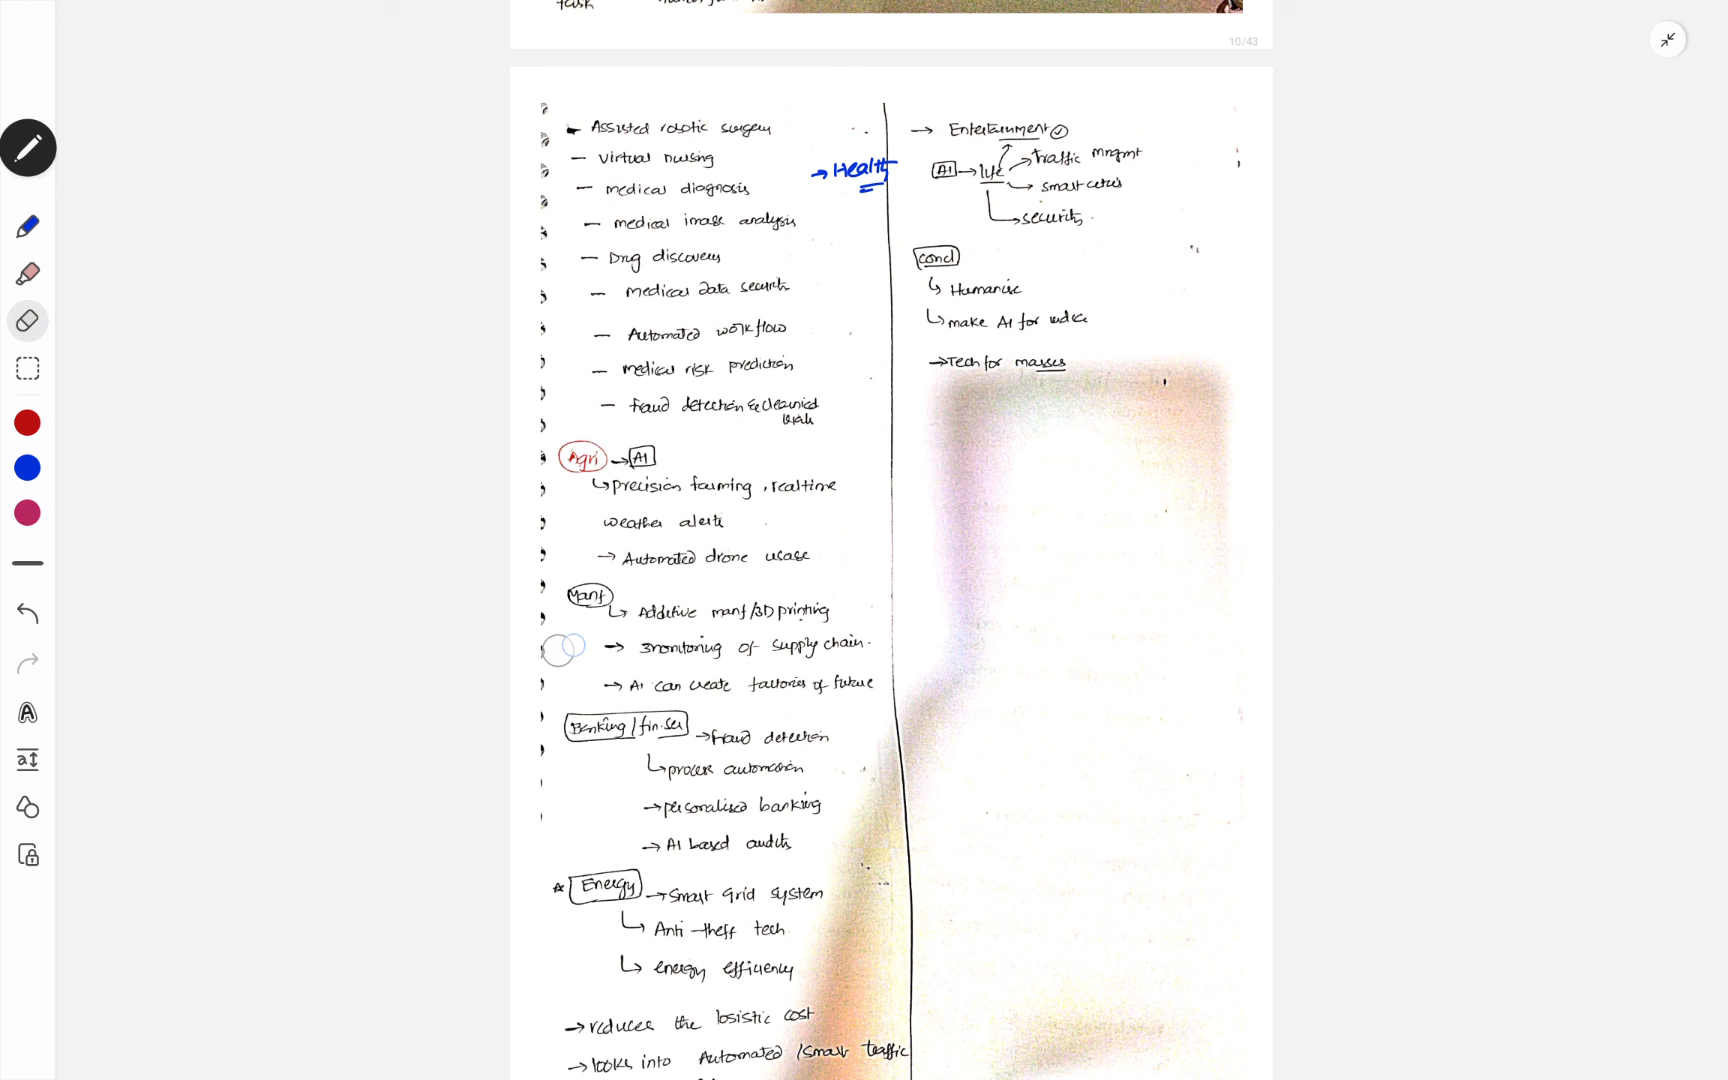 task
10/43
- Assisted robotic surgery
- virtual nursing
- medical diagnosis
→ Health
- medical image analysis
- Drug discovery
- medical data security
- Automated workflow
- medical risk prediction
- fraud detection &
Agri → AI
↳ precision farming, realtime
weather alerts
→ Automated drone usage
Manf
↳ Additive manf/3D printing
→ monitoring of supply chain.
→ AI can create factories of future
Banking/fin.ser → fraud detection
↳ process automation
→ personalised banking
→ AI based audits
* Energy → Smart grid system
↳ Anti-theft tech
↳ energy efficiency
→ reduces the logistic cost
→ looks into Automated /smart traffic
→ Entertainment
AI → life → traffic mngmt
→ smart cities
→ security.
concl
↳ Humanise
↳ make AI for India
→ Tech for masses